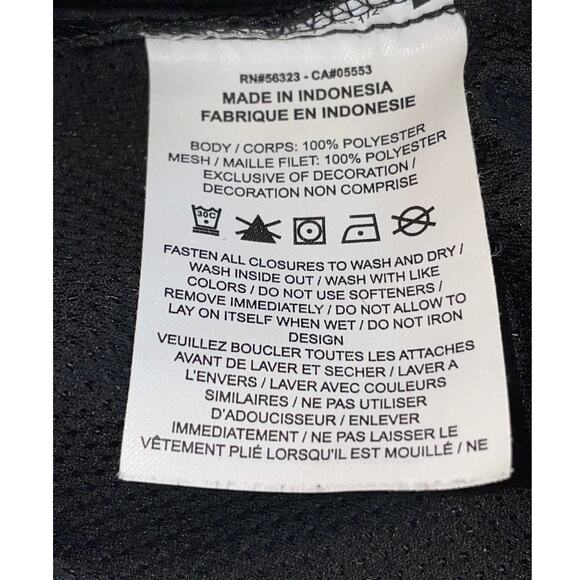 RN#56323 - CA#05553
MADE IN INDONESIA
FABRIQUE EN INDONESIE
BODY / CORPS: 100% POLYESTER
MESH / MAILLE FILET: 100% POLYESTER
EXCLUSIVE OF DECORATION /
DECORATION NON COMPRISE
30C
FASTEN ALL CLOSURES TO WASH AND DRY /
WASH INSIDE OUT / WASH WITH LIKE
COLORS / DO NOT USE SOFTENERS /
REMOVE IMMEDIATELY / DO NOT ALLOW TO
LAY ON ITSELF WHEN WET / DO NOT IRON
DESIGN
VEUILLEZ BOUCLER TOUTES LES ATTACHES
AVANT DE LAVER ET SECHER / LAVER A
L'ENVERS / LAVER AVEC COULEURS
SIMILAIRES / NE PAS UTILISER
D'ADOUCISSEUR / ENLEVER
IMMEDIATEMENT / NE PAS LAISSER LE
VÊTEMENT PLIÉ LORSQU'IL EST MOUILLÉ / NE